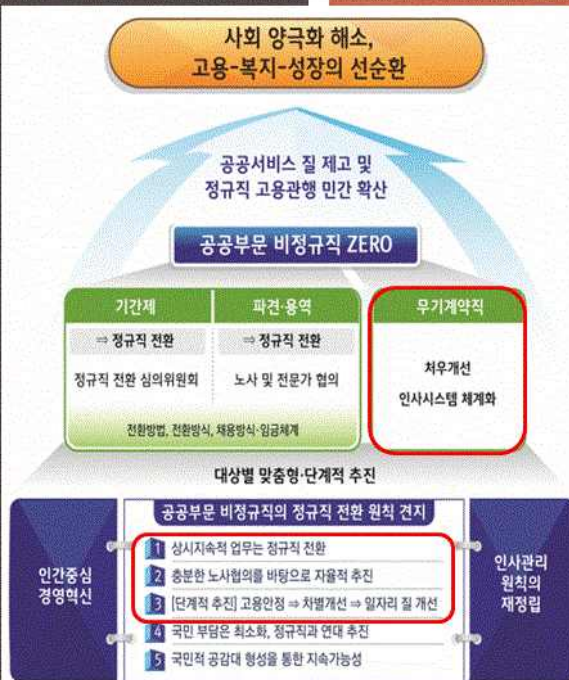 사회 양극화 해소,
고용-복지-성장의 선순환
공공서비스 질 제고 및
정규직 고용관행 민간 확산
공공부문 비정규직 ZERO
기간제
⇒ 정규직 전환
정규직 전환 심의위원회
파견·용역
⇒ 정규직 전환
노사 및 전문가 협의
전환방법, 전환방식, 채용방식·임금체계
무기계약직
처우개선
인사시스템 체계화
대상별 맞춤형·단계적 추진
인간중심
경영혁신
공공부문 비정규직의 정규직 전환 원칙 견지
1 상시지속적 업무는 정규직 전환
2 충분한 노사협의를 바탕으로 자율적 추진
3 [단계적 추진] 고용안정 ⇒ 차별개선 ⇒ 일자리 질 개선
4 국민 부담은 최소화, 정규직과 연대 추진
5 국민적 공감대 형성을 통한 지속가능성
인사관리
원칙의
재정립